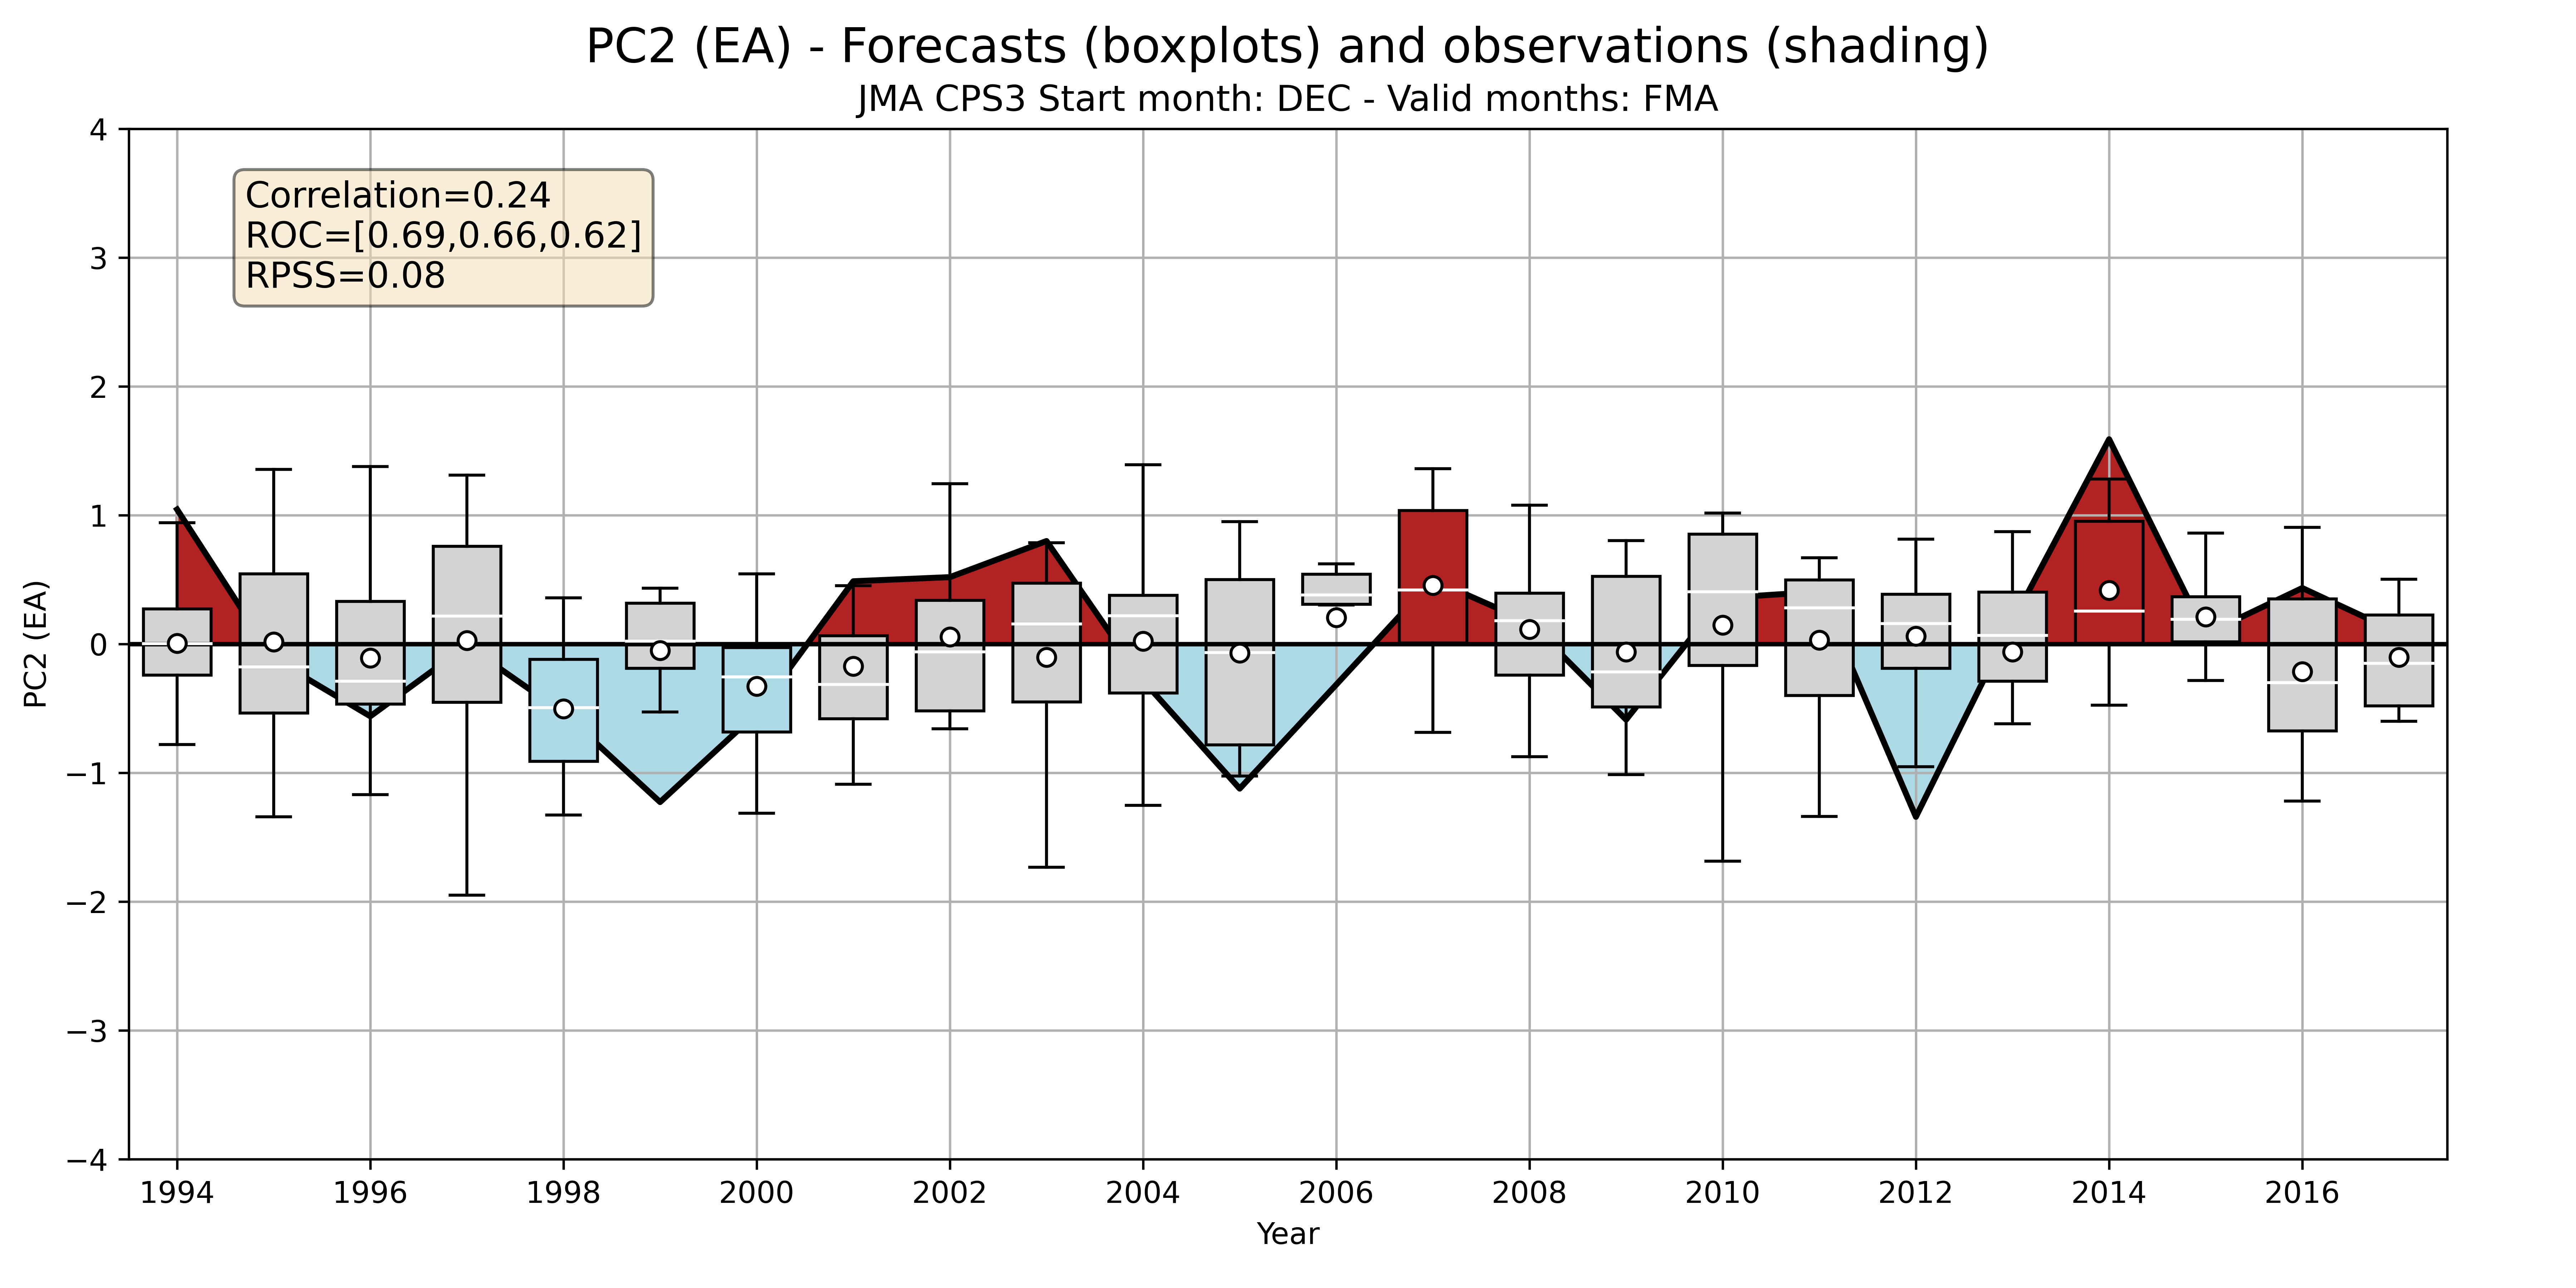 PC2 (EA) - Forecasts (boxplots) and observations (shading)
JMA CPS3 Start month: DEC - Valid months: FMA
Correlation=0.24
ROC=[0.69,0.66,0.62]
RPSS=0.08
4
3
2
1
0
−1
−2
−3
−4
PC2 (EA)
1994 1996 1998 2000 2002 2004 2006 2008 2010 2012 2014 2016
Year